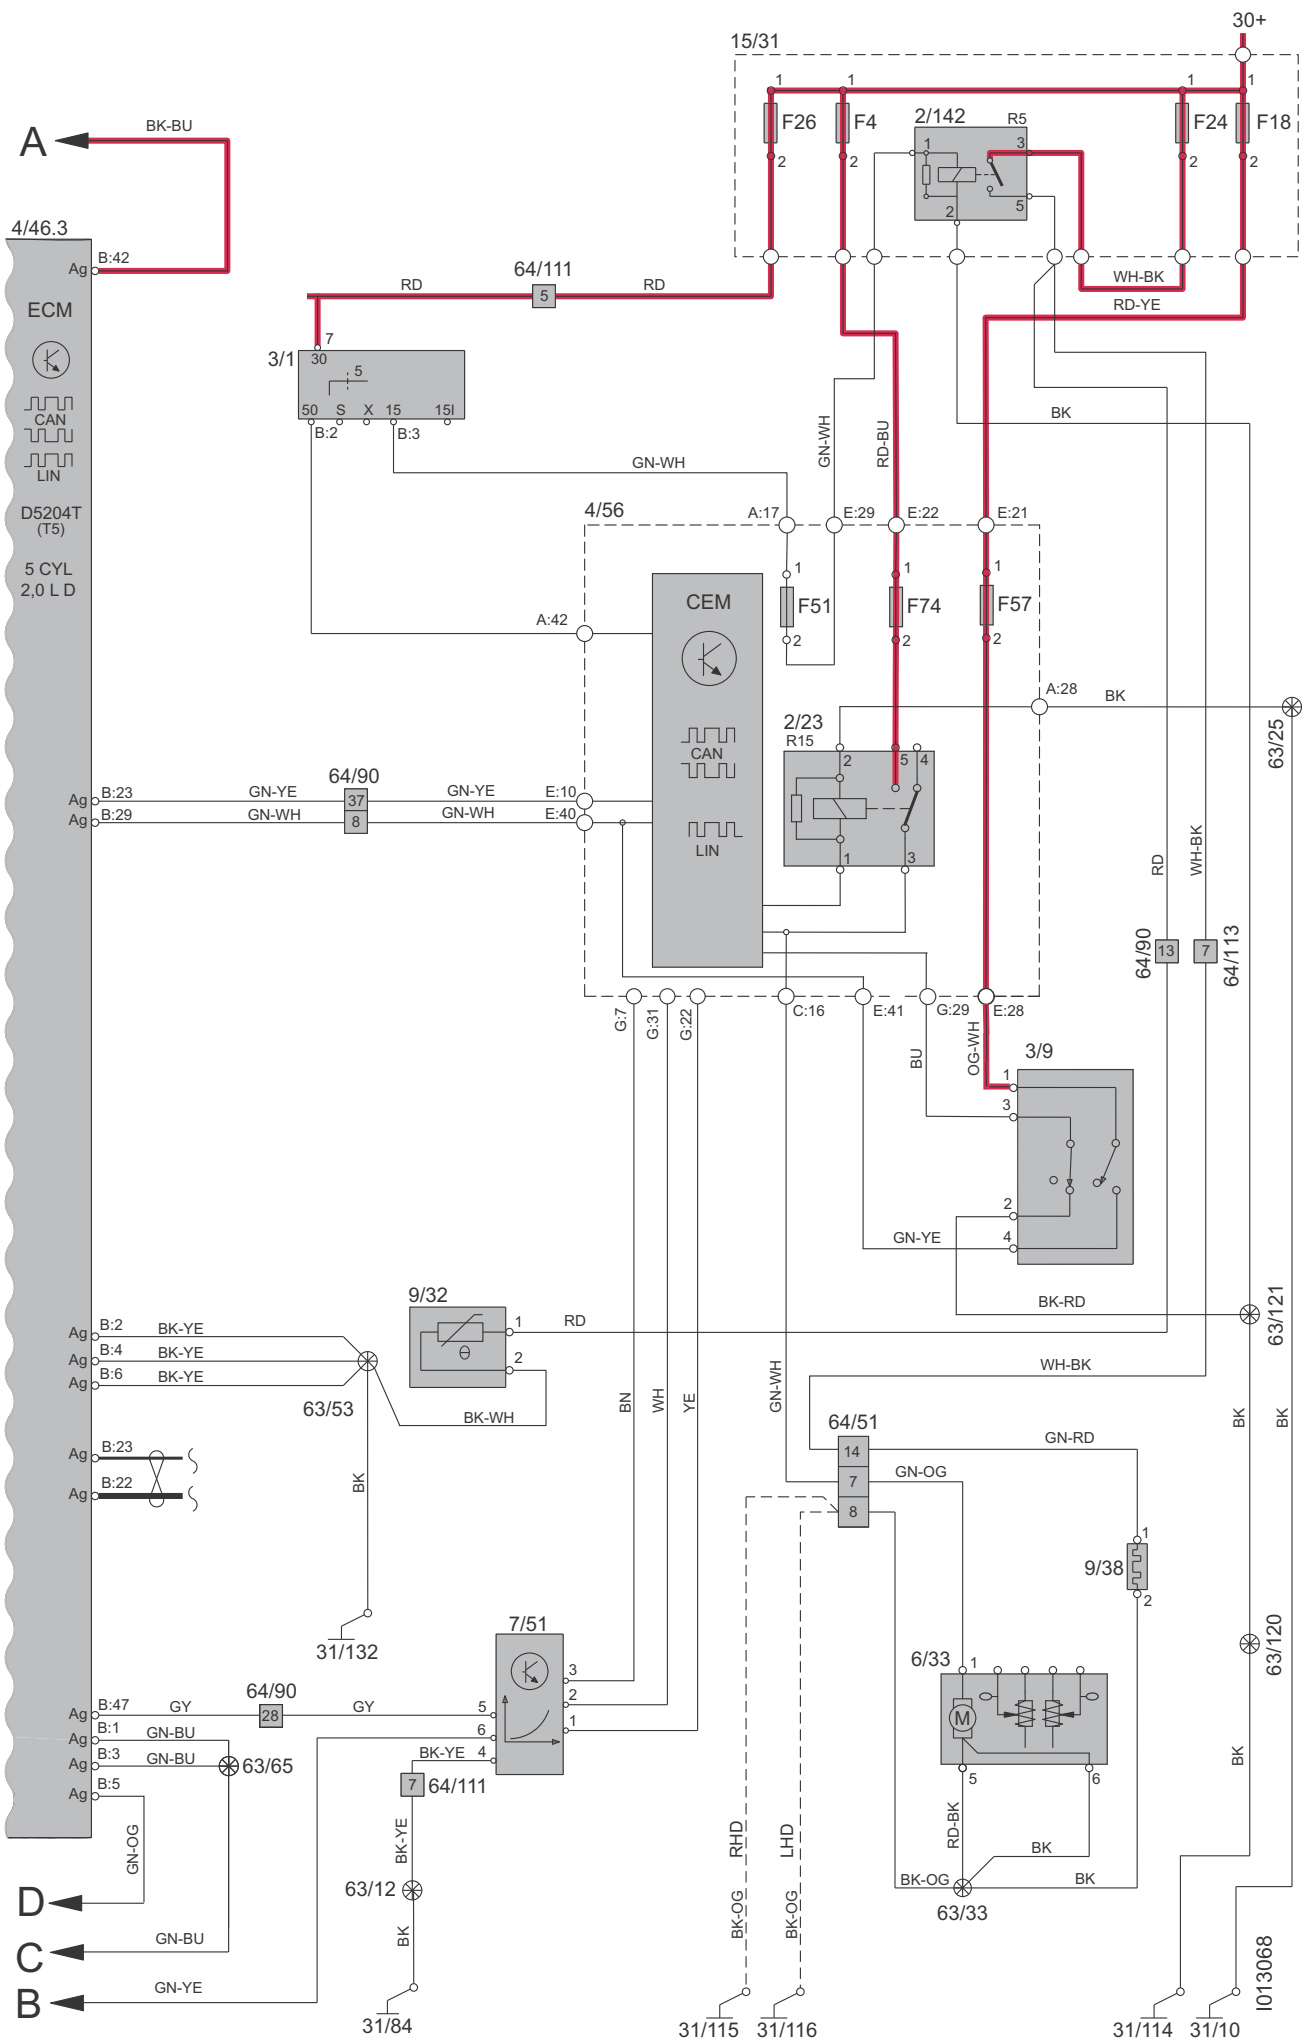 30+
15/31
1 1 1 1
F26 F4 2/142 R5 F24 F18
A BK-BU
1 3
2 2 2 2
2 5
4/46.3
Ag B:42
64/111
RD 5 RD
WH-BK
RD-YE
ECM
7
3/1 30
5
50 S X 15 15I
B:2 B:3
CAN
LIN
BK
GN-WH
RD-BU
GN-WH
D5204T
(T5)
4/56 A:17 E:29 E:22 E:21
5 CYL
2,0 L D
1 1 1
CEM F51 F74 F57
A:42
2 2 2
A:28 BK
63/25
2/23
R15
2 5 4
CAN
64/90
Ag B:23 GN-YE 37 GN-YE E:10
Ag B:29 GN-WH 8 GN-WH E:40
LIN
1 3
RD
WH-BK
64/90 13 7 64/113
G:7 G:31 G:22 C:16 E:41 G:29 E:28
BU
OG-WH
3/9
1
3
2
GN-YE 4
9/32
BK-RD
63/121
Ag B:2 BK-YE
1 RD
Ag B:4 BK-YE
θ
2
Ag B:6 BK-YE
63/53
BK-WH
WH-BK
BN
WH
YE
GN-WH
BK
BK
64/51
14 GN-RD
7 GN-OG
8
Ag B:23
Ag B:22
BK
1
9/38
2
31/132
7/51
63/120
3
2
1
6/33 1
M
5 6
64/90
Ag B:47 GY 28 GY 5
Ag B:1 GN-BU 6
Ag B:3 GN-BU 63/65
BK-YE 4
7 64/111
Ag B:5
GN-OG
BK-YE
RHD
LHD
RD-BK
BK
BK
D
63/12
BK-OG BK
63/33
BK-OG
BK-OG
BK
C GN-BU
B GN-YE
31/84
31/115 31/116 31/114 31/10
I013068